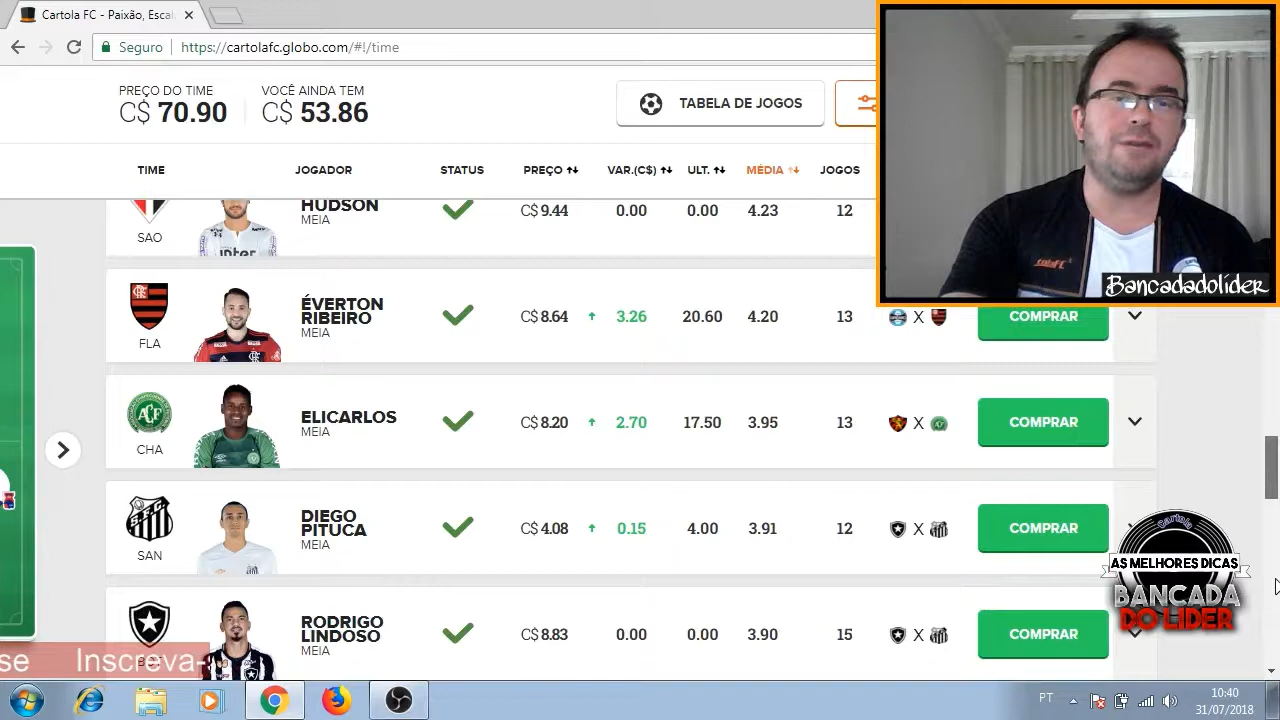 Cartola FC - Paixão, Escal
Seguro
https://cartolafc.globo.com/#!/time
PREÇO DO TIME
C$ 70.90
VOCÊ AINDA TEM
C$ 53.86
TABELA DE JOGOS
TIME JOGADOR STATUS PREÇO VAR.(C$) ULT. MÉDIA JOGOS
SAO HUDSON MEIA C$ 9.44 0.00 0.00 4.23 12
FLA ÉVERTON RIBEIRO MEIA C$ 8.64 3.26 20.60 4.20 13 X COMPRAR
CHA ELICARLOS MEIA C$ 8.20 2.70 17.50 3.95 13 X COMPRAR
SAN DIEGO PITUCA MEIA C$ 4.08 0.15 4.00 3.91 12 X COMPRAR
RODRIGO LINDOSO MEIA C$ 8.83 0.00 0.00 3.90 15 X COMPRAR
Bancadadolider
Cartola
AS MELHORES DICAS
BANCADA
DO LIDER
se Inscreva-s
PT
10:40
31/07/2018